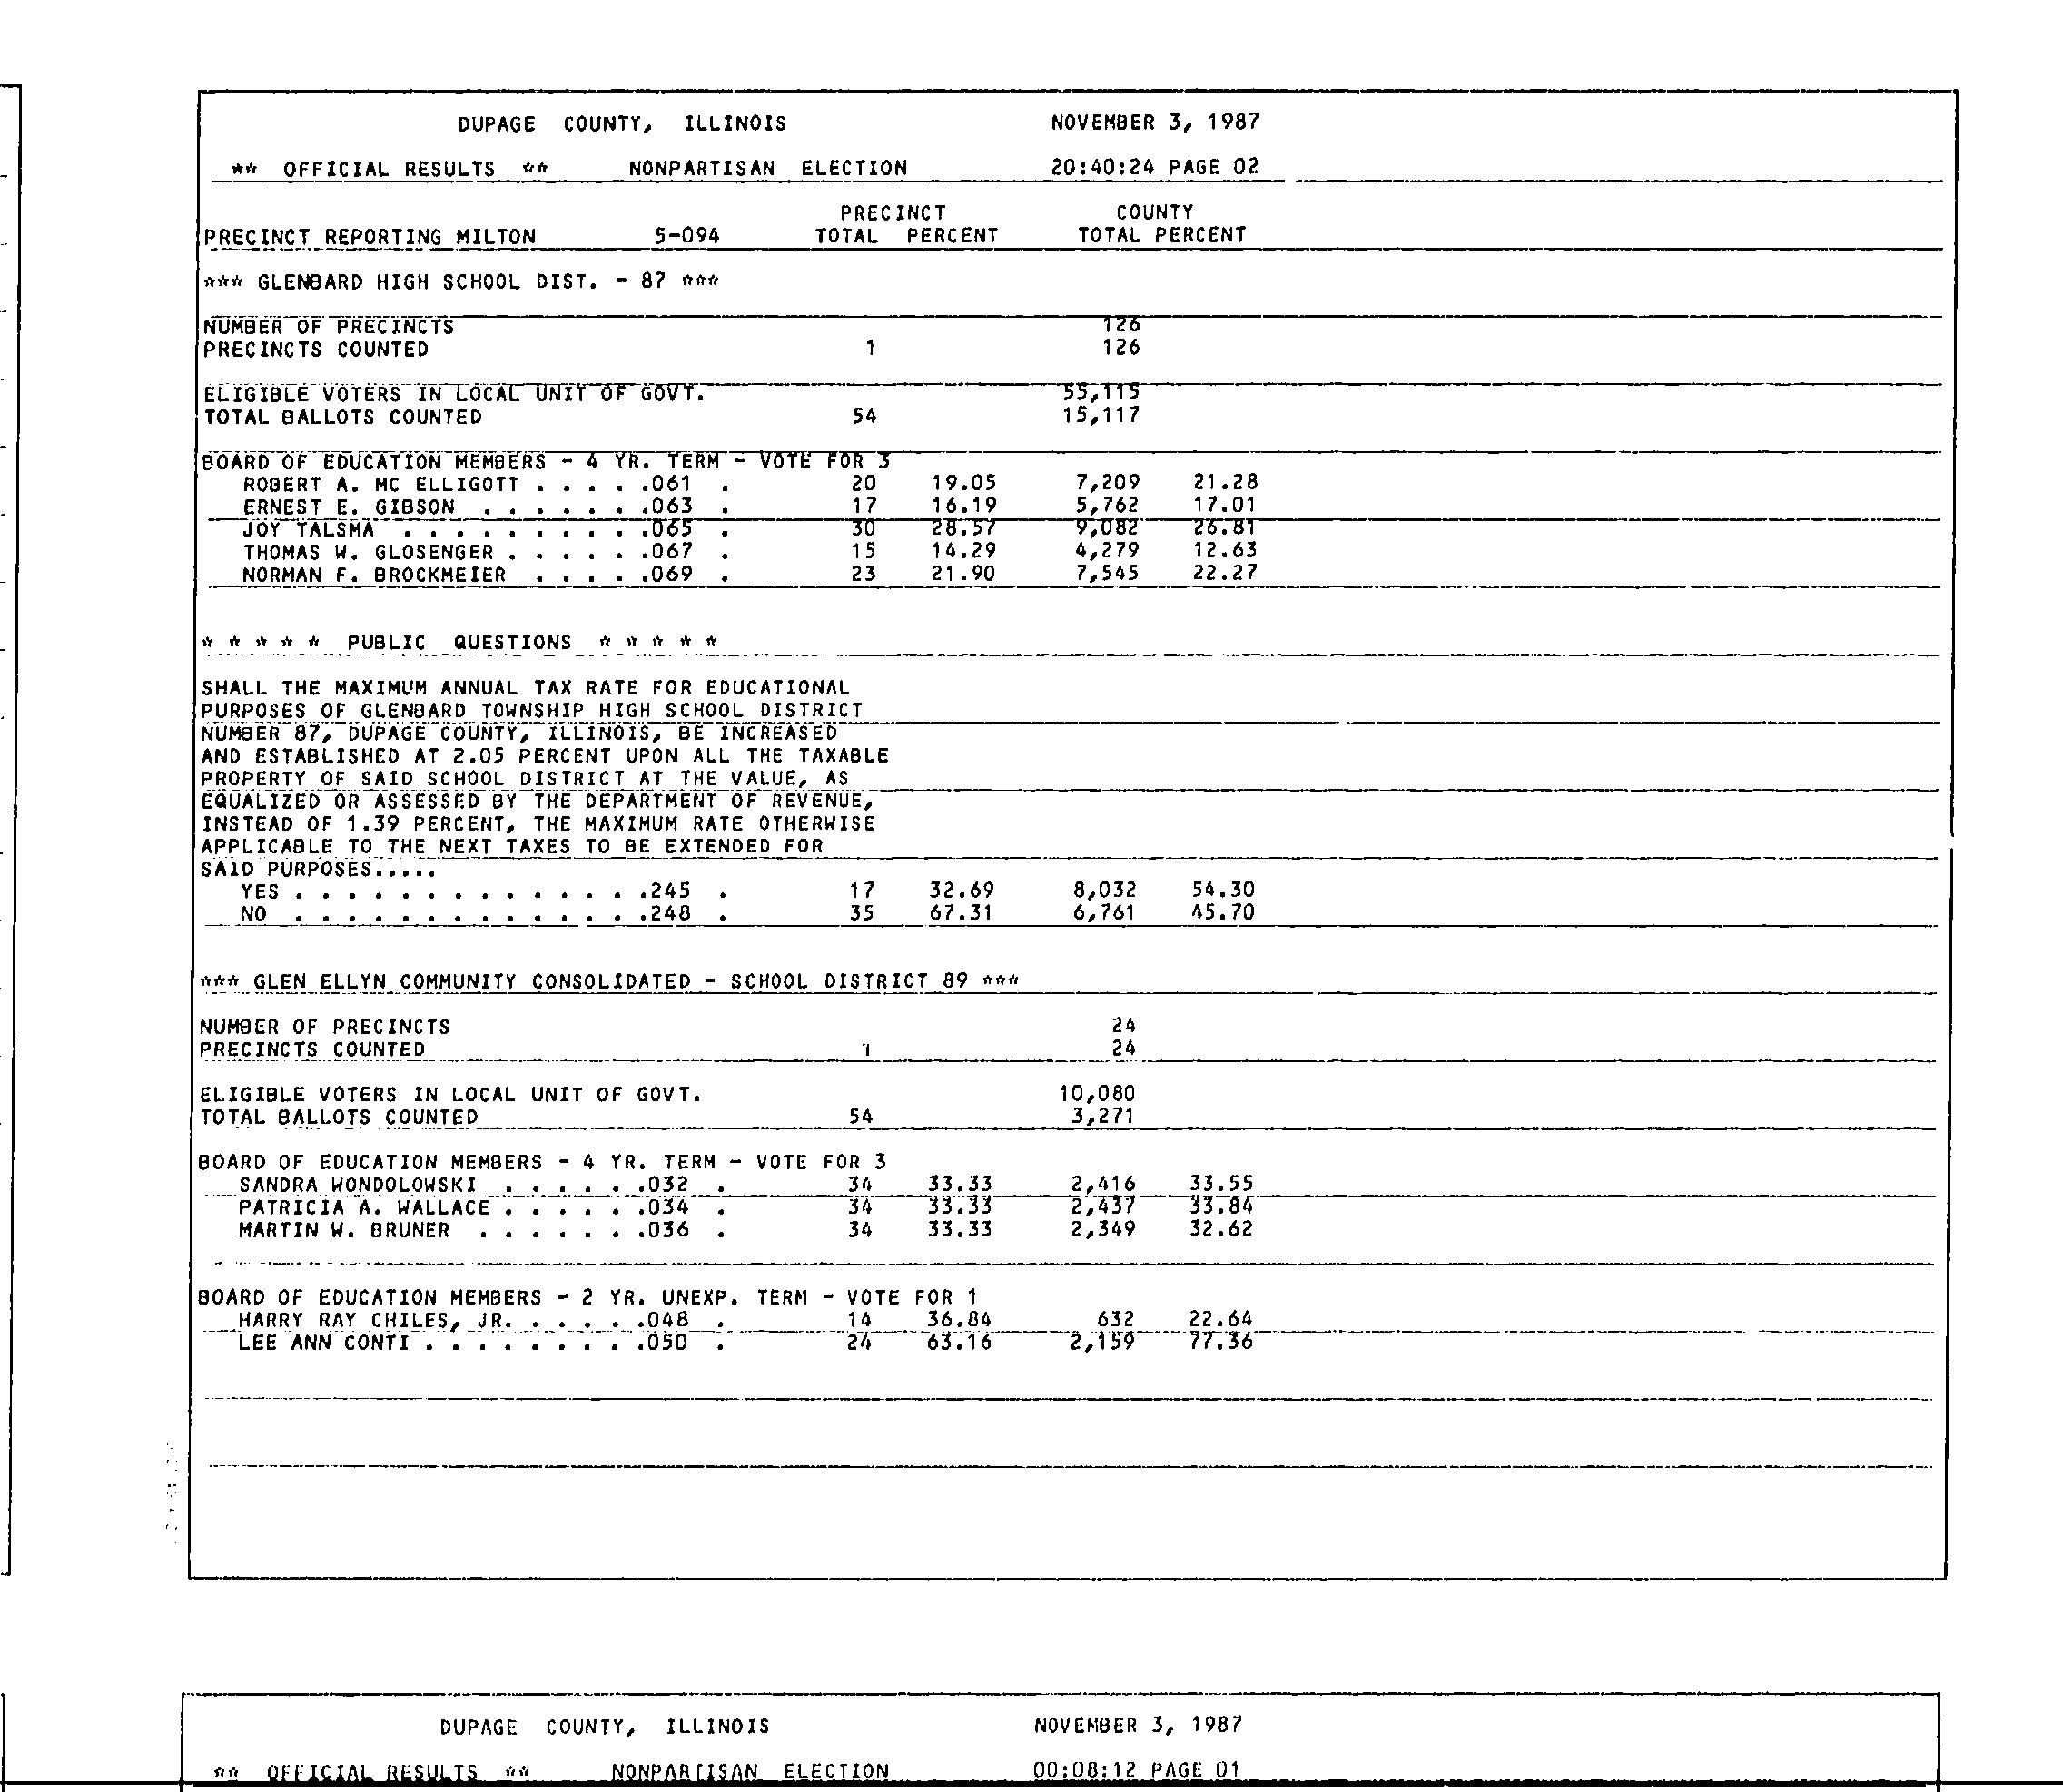 DUPAGE COUNTY, ILLINOIS NOVEMBER 3, 1987
** OFFICIAL RESULTS ** NONPARTISAN ELECTION 20:40:24 PAGE 02
PRECINCT COUNTY
PRECINCT REPORTING MILTON 5-094 TOTAL PERCENT TOTAL PERCENT
*** GLENBARD HIGH SCHOOL DIST. - 87 ***
NUMBER OF PRECINCTS 126
PRECINCTS COUNTED 1 126
ELIGIBLE VOTERS IN LOCAL UNIT OF GOVT. 55,115
TOTAL BALLOTS COUNTED 54 15,117
BOARD OF EDUCATION MEMBERS - 4 YR. TERM - VOTE FOR 3
ROBERT A. MC ELLIGOTT . . . . .061 . 20 19.05 7,209 21.28
ERNEST E. GIBSON . . . . . . .063 . 17 16.19 5,762 17.01
JOY TALSMA . . . . . . . . . .065 . 30 28.57 9,082 26.81
THOMAS W. GLOSENGER . . . . . .067 . 15 14.29 4,279 12.63
NORMAN F. BROCKMEIER . . . . .069 . 23 21.90 7,545 22.27
* * * * * PUBLIC QUESTIONS * * * * *
SHALL THE MAXIMUM ANNUAL TAX RATE FOR EDUCATIONAL
PURPOSES OF GLENBARD TOWNSHIP HIGH SCHOOL DISTRICT
NUMBER 87, DUPAGE COUNTY, ILLINOIS, BE INCREASED
AND ESTABLISHED AT 2.05 PERCENT UPON ALL THE TAXABLE
PROPERTY OF SAID SCHOOL DISTRICT AT THE VALUE, AS
EQUALIZED OR ASSESSED BY THE DEPARTMENT OF REVENUE,
INSTEAD OF 1.39 PERCENT, THE MAXIMUM RATE OTHERWISE
APPLICABLE TO THE NEXT TAXES TO BE EXTENDED FOR
SAID PURPOSES.....
YES . . . . . . . . . . . . . .245 . 17 32.69 8,032 54.30
NO . . . . . . . . . . . . . .248 . 35 67.31 6,761 45.70
*** GLEN ELLYN COMMUNITY CONSOLIDATED - SCHOOL DISTRICT 89 ***
NUMBER OF PRECINCTS 24
PRECINCTS COUNTED 1 24
ELIGIBLE VOTERS IN LOCAL UNIT OF GOVT. 10,080
TOTAL BALLOTS COUNTED 54 3,271
BOARD OF EDUCATION MEMBERS - 4 YR. TERM - VOTE FOR 3
SANDRA WONDOLOWSKI . . . . . .032 . 34 33.33 2,416 33.55
PATRICIA A. WALLACE . . . . . .034 . 34 33.33 2,437 33.84
MARTIN W. BRUNER . . . . . . .036 . 34 33.33 2,349 32.62
BOARD OF EDUCATION MEMBERS - 2 YR. UNEXP. TERM - VOTE FOR 1
HARRY RAY CHILES, JR. . . . . .048 . 14 36.84 632 22.64
LEE ANN CONTI . . . . . . . . .050 . 24 63.16 2,159 77.36
DUPAGE COUNTY, ILLINOIS NOVEMBER 3, 1987
** OFFICIAL RESULTS ** NONPARTISAN ELECTION 00:08:12 PAGE 01